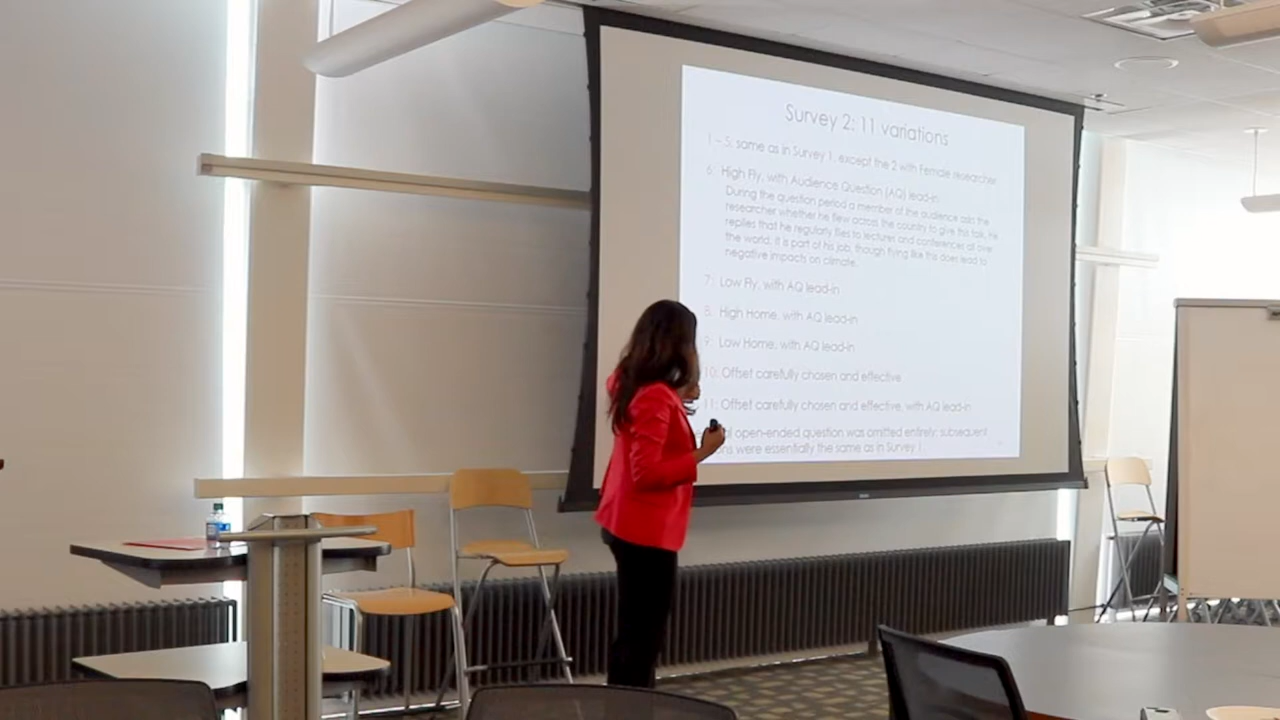 Survey 2: 11 variations
1 – 5: same as in Survey 1, except the 2 with Female researcher
6: High Fly, with Audience Question (AQ) lead-in
During the question period a member of the audience asks the
researcher whether he flew across the country to give this talk. He
replies that he regularly flies to lectures and conferences all over
the world. It is part of his job, though flying like this does lead to
negative impacts on climate.
7: Low Fly, with AQ lead-in
8: High Home, with AQ lead-in
9: Low Home, with AQ lead-in
10: Offset carefully chosen and effective
11: Offset carefully chosen and effective, with AQ lead-in
open-ended question was omitted entirely; subsequent
were essentially the same as in Survey 1.